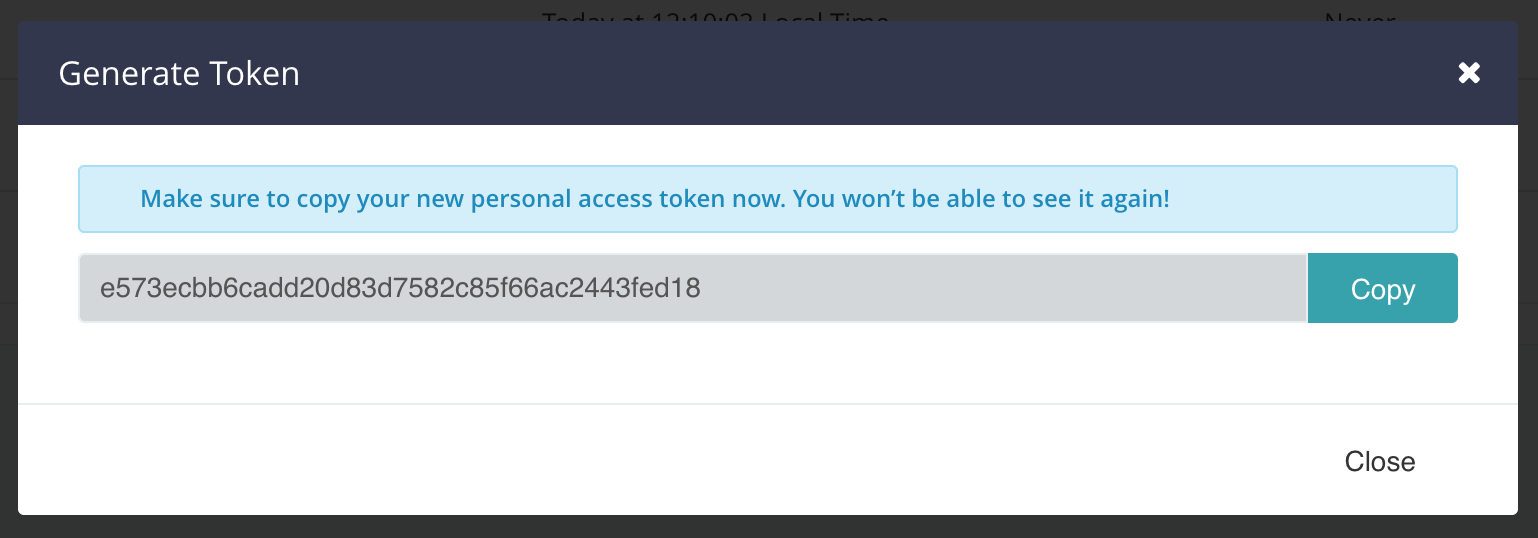 Today at 12:10:02 Local Time Never
Generate Token
Make sure to copy your new personal access token now. You won’t be able to see it again!
e573ecbb6cadd20d83d7582c85f66ac2443fed18
Copy
Close